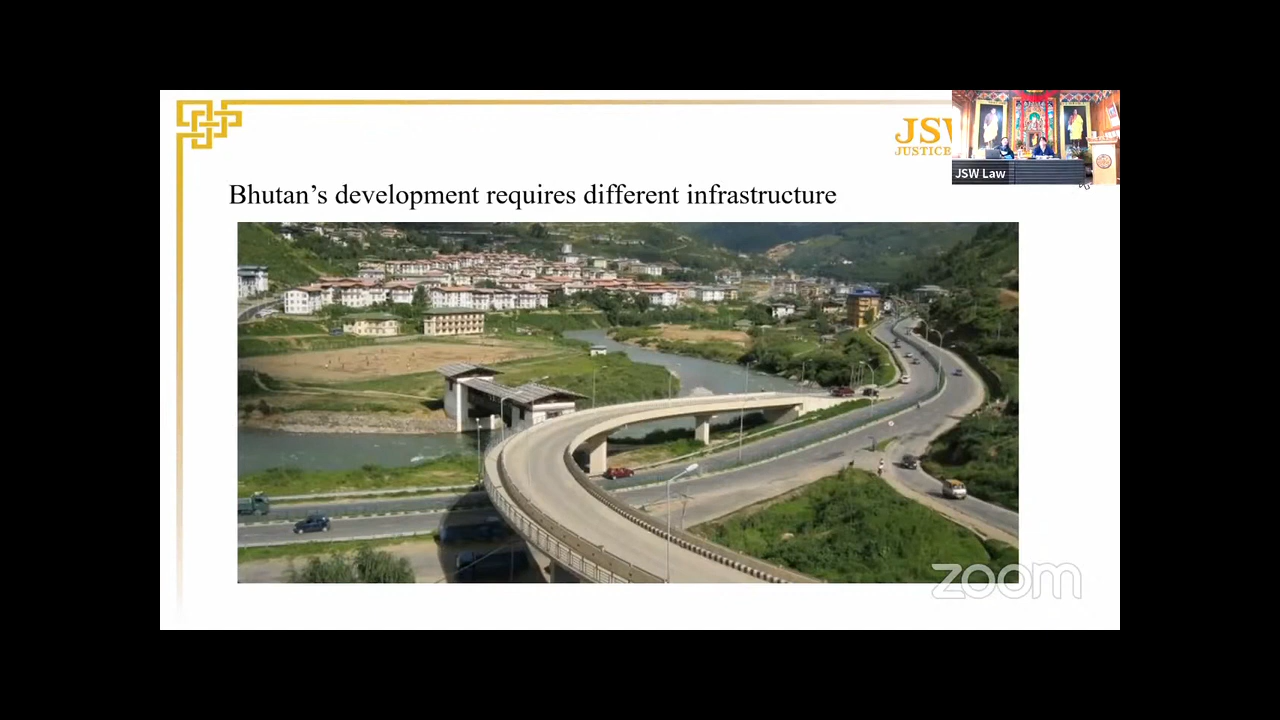 JSW
JUSTICE
JSW Law
Bhutan’s development requires different infrastructure
zoom